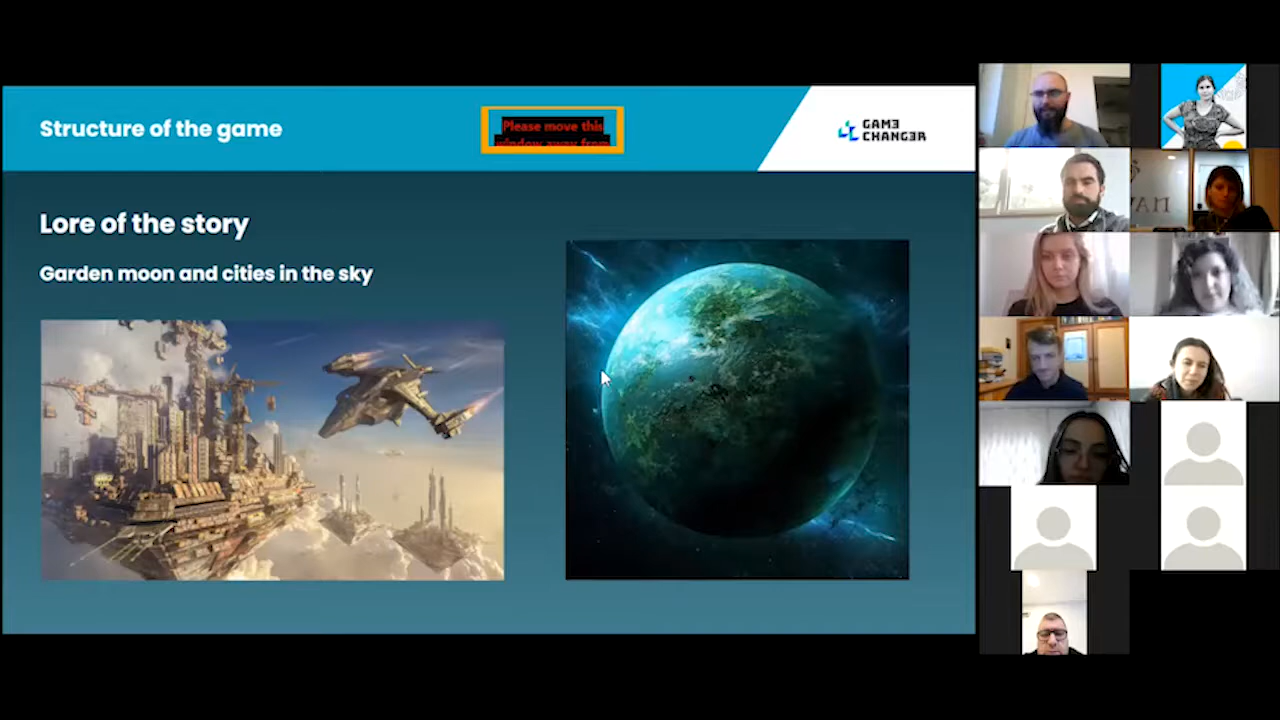 Structure of the game
Please move this
window away from
GAM3
CHANG3R
Lore of the story
Garden moon and cities in the sky